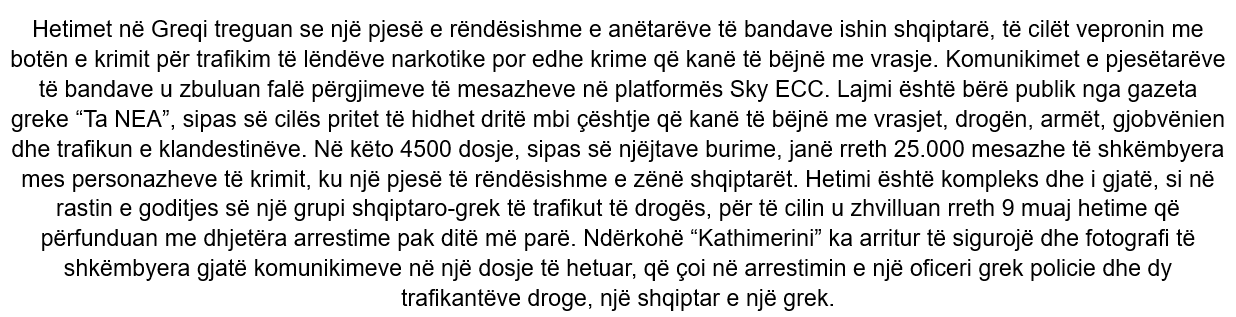 Hetimet në Greqi treguan se një pjesë e rëndësishme e anëtarëve të bandave ishin shqiptarë, të cilët vepronin me
botën e krimit për trafikim të lëndëve narkotike por edhe krime që kanë të bëjnë me vrasje. Komunikimet e pjesëtarëve
të bandave u zbuluan falë përgjimeve të mesazheve në platformës Sky ECC. Lajmi është bërë publik nga gazeta
greke “Ta NEA”, sipas së cilës pritet të hidhet dritë mbi çështje që kanë të bëjnë me vrasjet, drogën, armët, gjobvënien
dhe trafikun e klandestinëve. Në këto 4500 dosje, sipas së njëjtave burime, janë rreth 25.000 mesazhe të shkëmbyera
mes personazheve të krimit, ku një pjesë të rëndësishme e zënë shqiptarët. Hetimi është kompleks dhe i gjatë, si në
rastin e goditjes së një grupi shqiptaro-grek të trafikut të drogës, për të cilin u zhvilluan rreth 9 muaj hetime që
përfunduan me dhjetëra arrestime pak ditë më parë. Ndërkohë “Kathimerini” ka arritur të sigurojë dhe fotografi të
shkëmbyera gjatë komunikimeve në një dosje të hetuar, që çoi në arrestimin e një oficeri grek policie dhe dy
trafikantëve droge, një shqiptar e një grek.